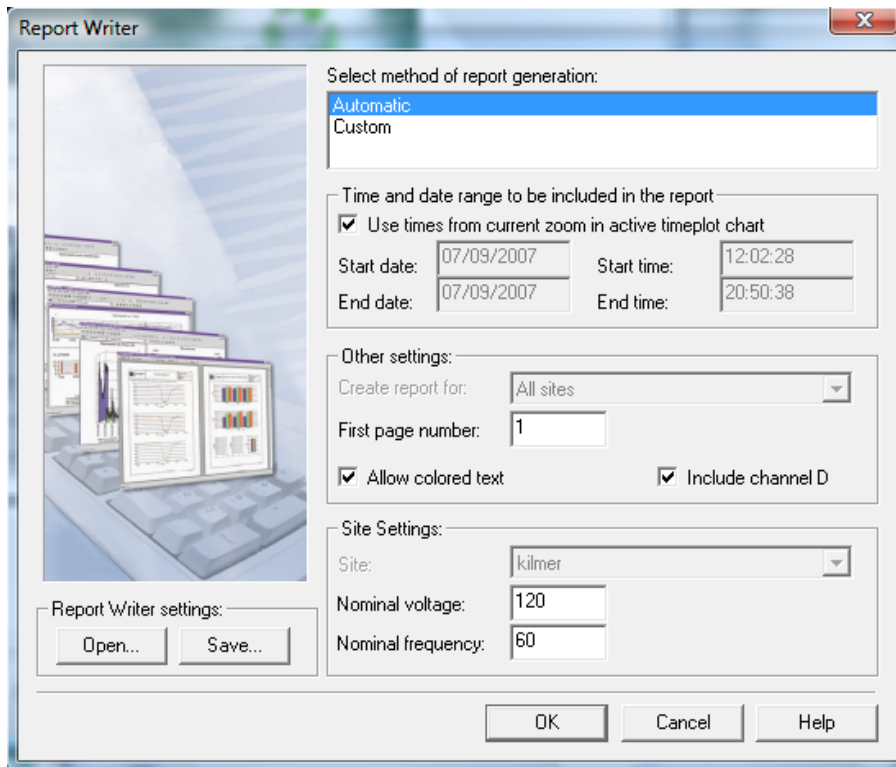 Report Writer
Select method of report generation:
Automatic
Custom
Time and date range to be included in the report
Use times from current zoom in active timeplot chart
Start date: 07/09/2007 Start time: 12:02:28
End date: 07/09/2007 End time: 20:50:38
Other settings:
Create report for: All sites
First page number: 1
Allow colored text Include channel D
Site Settings:
Site: kilmer
Nominal voltage: 120
Nominal frequency: 60
Report Writer settings:
Open... Save...
OK Cancel Help